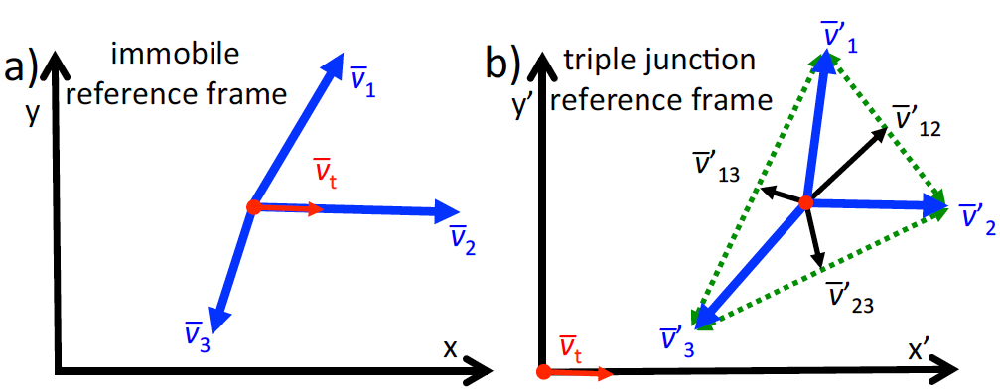 a)
immobile
reference frame
y
v̅₁
v̅ₜ
v̅₂
v̅₃
x
b)
triple junction
reference frame
y’
v̅’₁
v̅’₁₂
v̅’₁₃
v̅’₂
v̅’₂₃
v̅’₃
v̅ₜ
x’